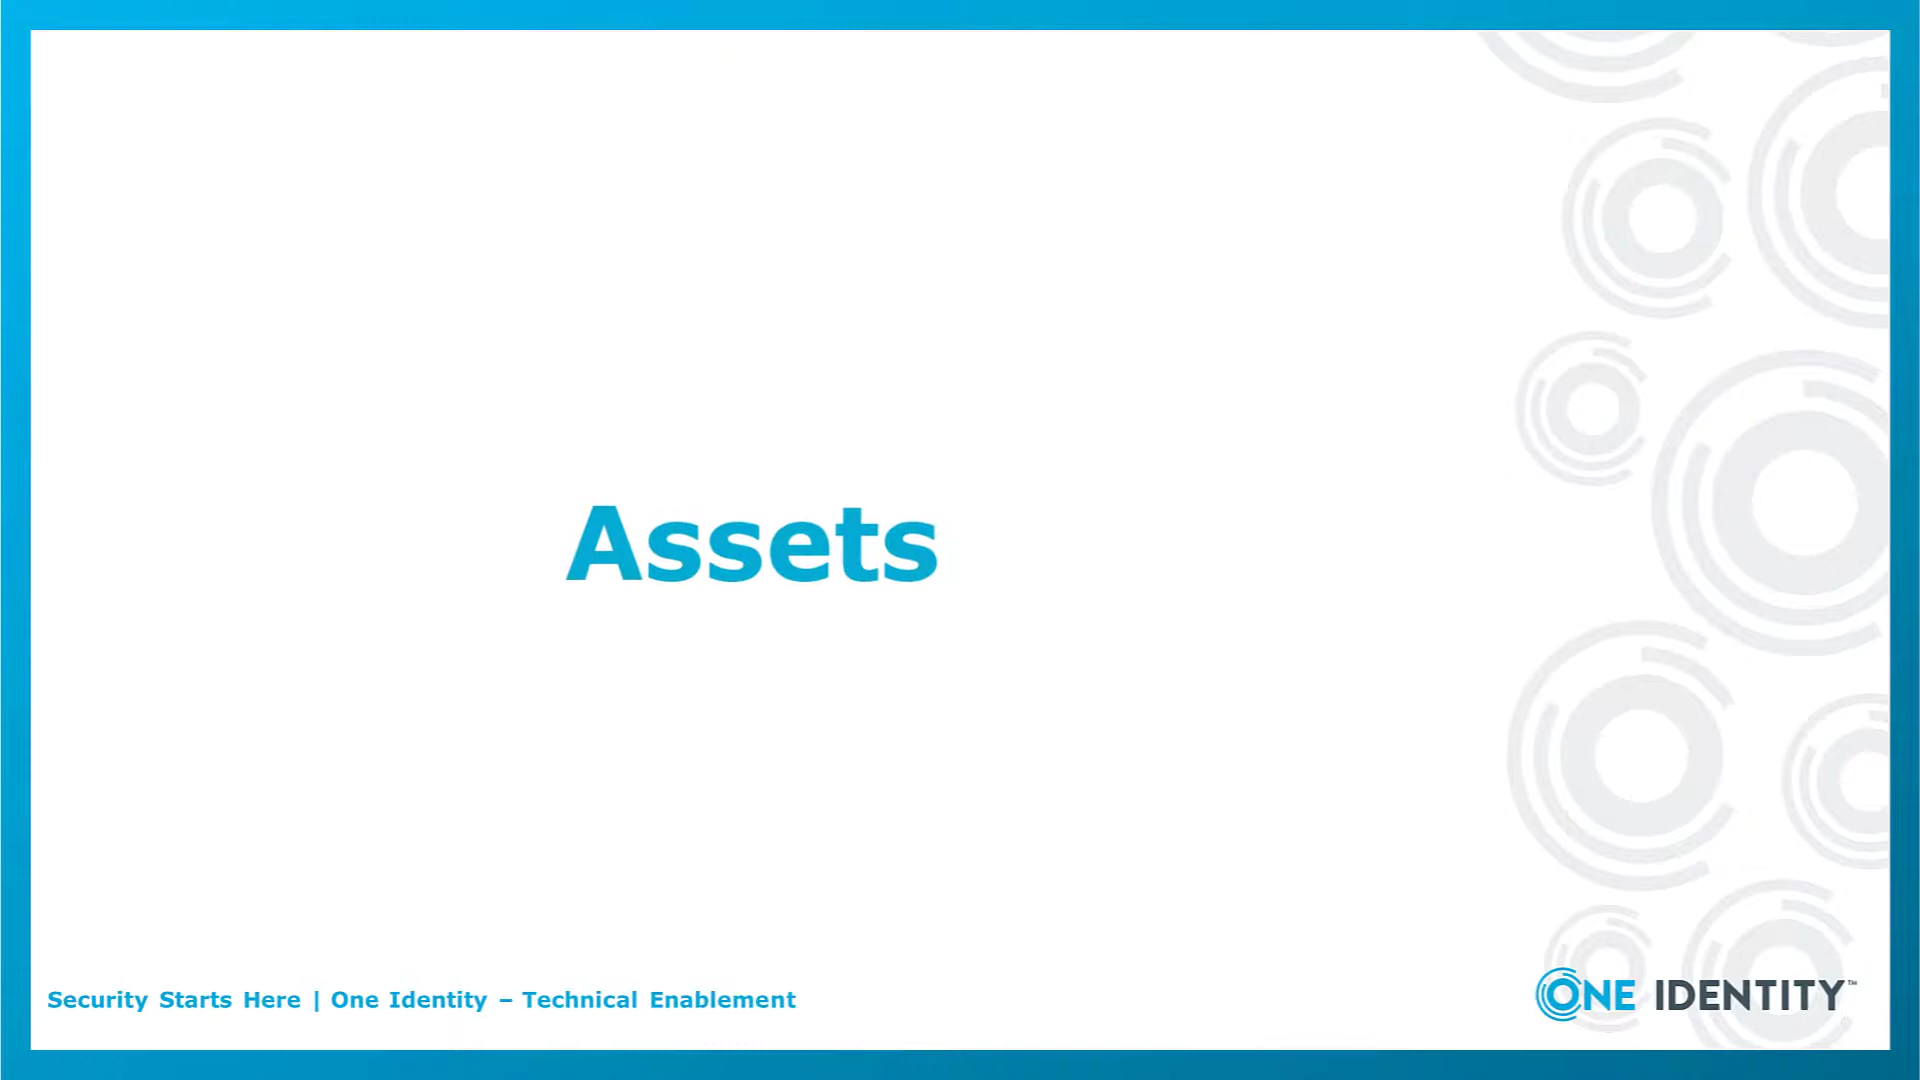 Assets
Security Starts Here | One Identity – Technical Enablement
ONE IDENTITY™